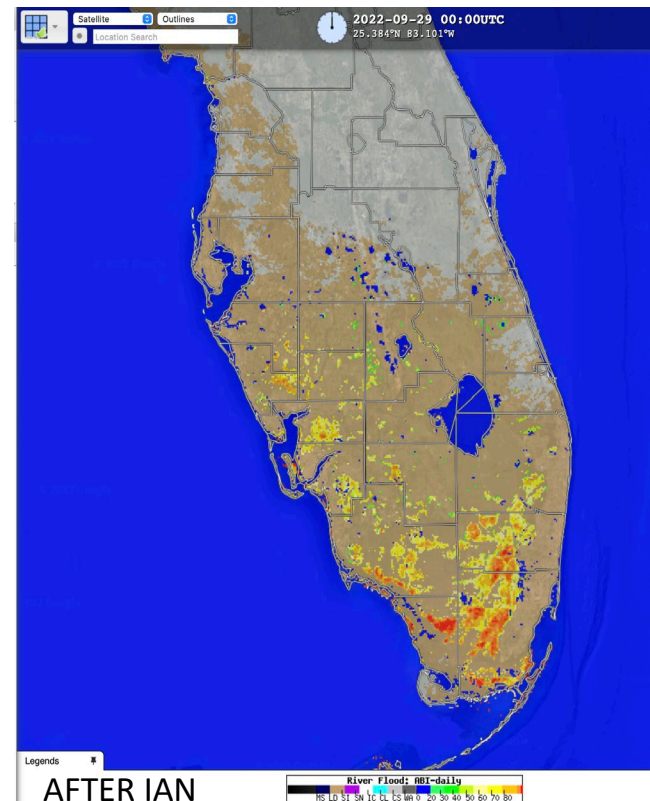 Satellite Outlines
Location Search
2022-09-29 00:00UTC
25.384°N 83.101°W
Legends
AFTER IAN
River Flood: ABI-daily
MS LD SI SN IC CL CS WA 0 20 30 40 50 60 70 80